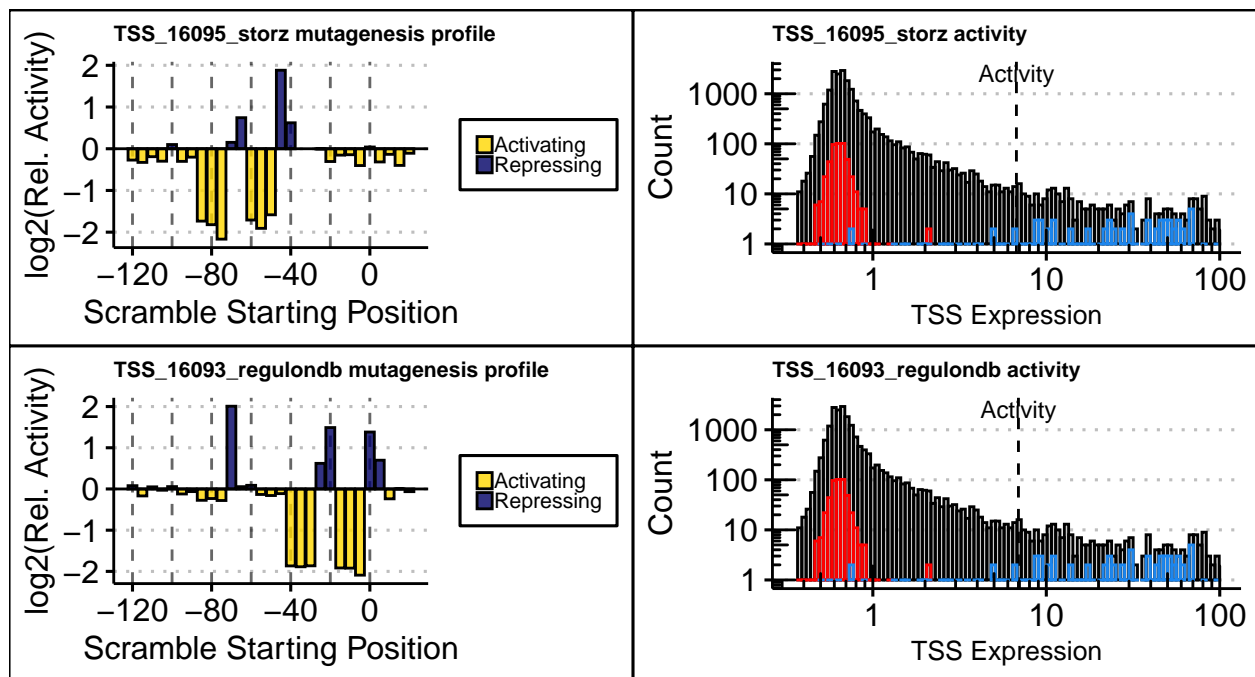 TSS_16095_storz mutagenesis profile
log2(Rel. Activity)
2
1
0
−1
−2
−120
−80
−40
0
Scramble Starting Position
Activating
Repressing
TSS_16095_storz activity
Activity
Count
1000
100
10
1
1
10
100
TSS Expression
TSS_16093_regulondb mutagenesis profile
log2(Rel. Activity)
2
1
0
−1
−2
−120
−80
−40
0
Scramble Starting Position
Activating
Repressing
TSS_16093_regulondb activity
Activity
Count
1000
100
10
1
1
10
100
TSS Expression